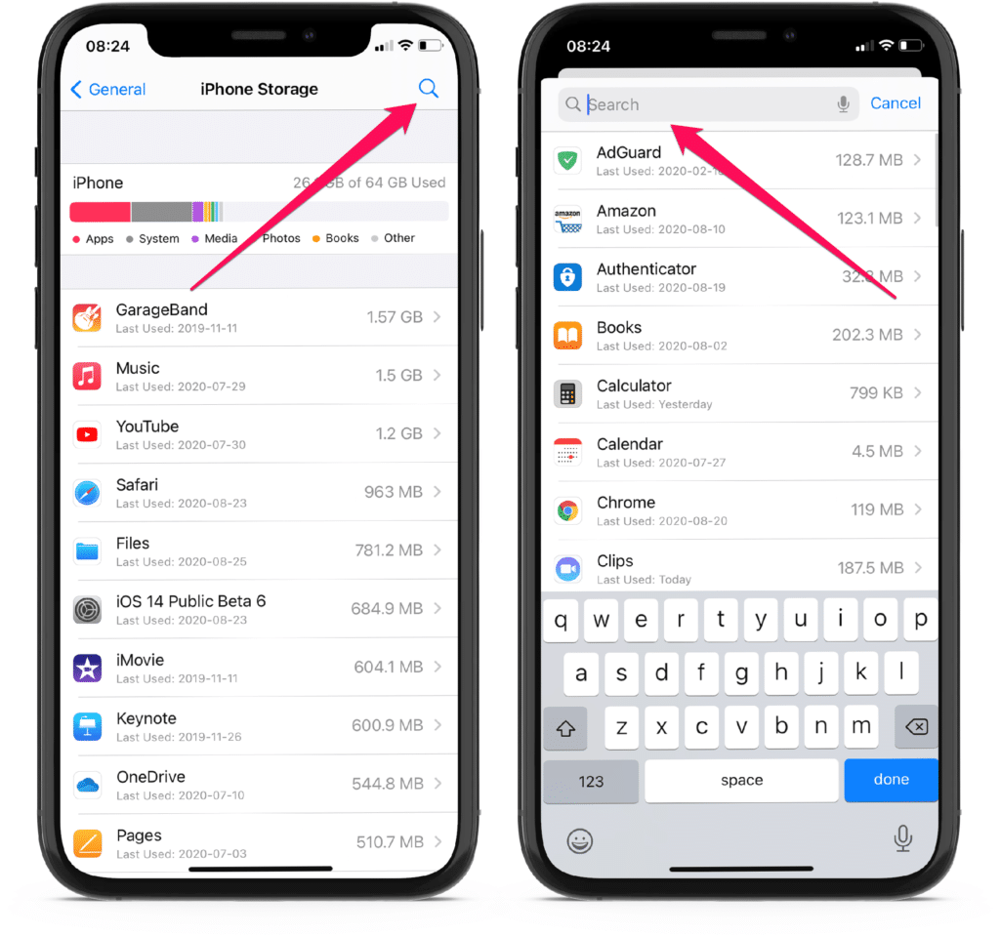 08:24
General
iPhone Storage
iPhone
GB of 64 GB Used
Apps
System
Media
Photos
Books
Other
GarageBand
1.57 GB
Last Used: 2019-11-11
Music
1.5 GB
Last Used: 2020-07-29
YouTube
1.2 GB
Last Used: 2020-07-30
Safari
963 MB
Last Used: 2020-08-23
Files
781.2 MB
Last Used: 2020-08-25
iOS 14 Public Beta 6
684.9 MB
Last Used: 2020-08-23
iMovie
604.1 MB
Last Used: 2019-11-11
Keynote
600.9 MB
Last Used: 2019-11-26
OneDrive
544.8 MB
Last Used: 2020-07-10
Pages
510.7 MB
Last Used: 2020-07-03
08:24
Search
Cancel
AdGuard
128.7 MB
Last Used:
Amazon
amazon
123.1 MB
Last Used: 2020-08-10
Authenticator
MB
Last Used: 2020-08-19
Books
202.3 MB
Last Used: 2020-08-02
Calculator
799 KB
Last Used: Yesterday
Calendar
4.5 MB
Last Used: 2020-07-27
Chrome
119 MB
Last Used: 2020-08-20
Clips
187.5 MB
Last Used: Today
q w e r t y u i o p
a s d f g h j k l
z x c v b n m
123 space done